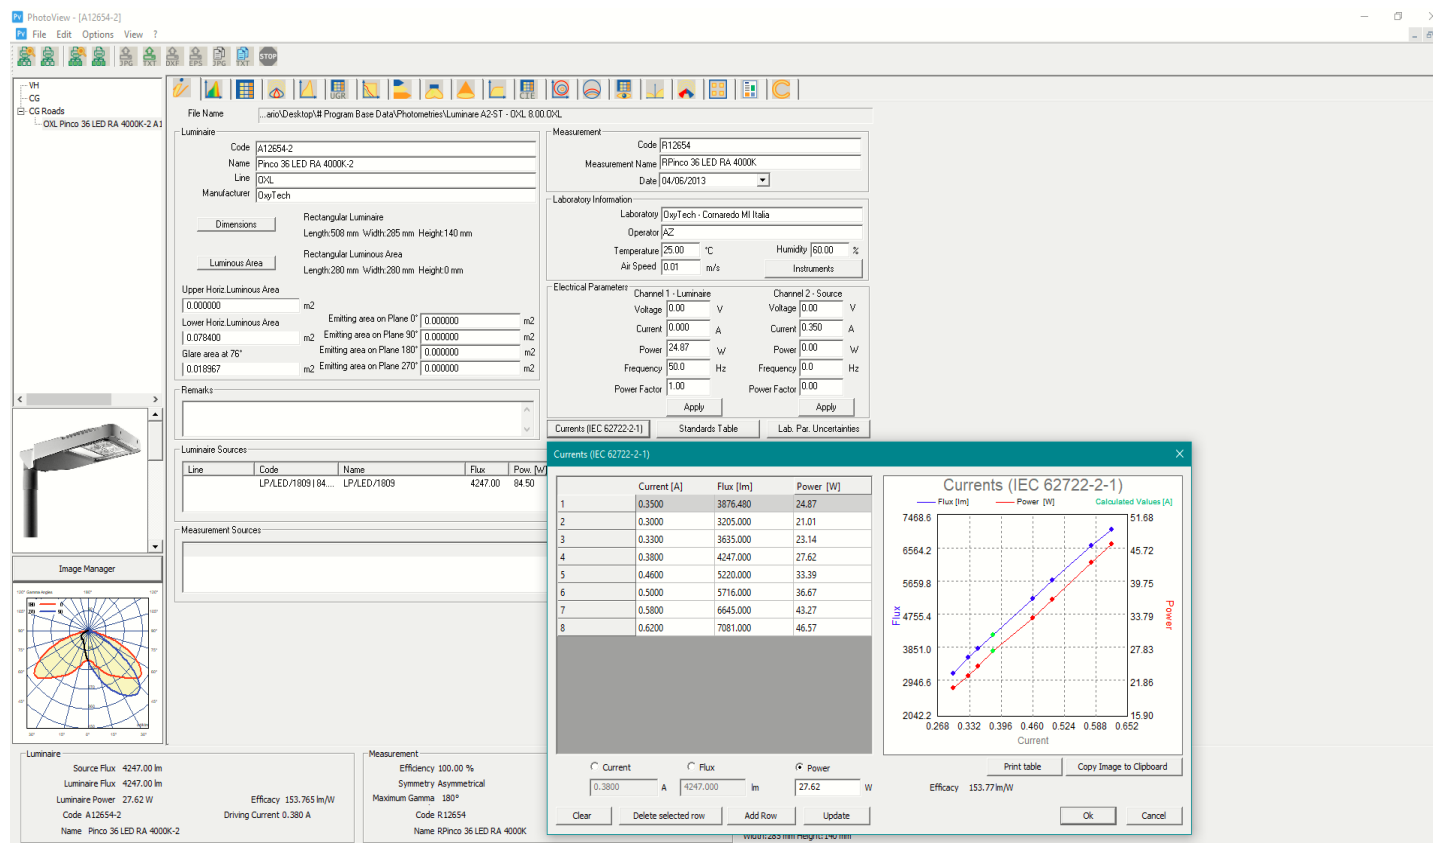 PhotoView - [A12654-2]
File Edit Options View ?
JPG TXT DXF EPS JPG TXT STOP
VH
CG
CG Roads
OXL Pinco 36 LED RA 4000K-2 A1
UGR CIE
File Name ...ario\Desktop\# Program Base Data\Photometries\Luminare A2-ST - OXL 8.00.OXL
Luminaire
Code A12654-2
Name Pinco 36 LED RA 4000K-2
Line OXL
Manufacturer OxyTech
Dimensions
Rectangular Luminaire
Length:508 mm Width:285 mm Height:140 mm
Luminous Area
Rectangular Luminous Area
Length:280 mm Width:280 mm Height:0 mm
Upper Horiz.Luminous Area
0.000000 m2
Lower Horiz.Luminous Area
0.078400 m2
Glare area at 76°
0.018967 m2
Emitting area on Plane 0° 0.000000 m2
Emitting area on Plane 90° 0.000000 m2
Emitting area on Plane 180° 0.000000 m2
Emitting area on Plane 270° 0.000000 m2
Remarks
Luminaire Sources
Line Code Name Flux Pow. [W]
LP/LED/1809 | 84.... LP/LED/1809 4247.00 84.50
Measurement Sources
Measurement
Code R12654
Measurement Name RPinco 36 LED RA 4000K
Date 04/06/2013
Laboratory Information
Laboratory OxyTech - Cornaredo MI Italia
Operator AZ
Temperature 25.00 °C Humidity 60.00 %
Air Speed 0.01 m/s Instruments
Electrical Parameters
Channel 1 - Luminaire Channel 2 - Source
Voltage 0.00 V Voltage 0.00 V
Current 0.000 A Current 0.350 A
Power 24.87 W Power 0.00 W
Frequency 50.0 Hz Frequency 0.0 Hz
Power Factor 1.00 Power Factor 0.00
Apply Apply
Currents (IEC 62722-2-1) Standards Table Lab. Par. Uncertainties
Currents (IEC 62722-2-1)
Current [A] Flux [lm] Power [W]
1 0.3500 3876.480 24.87
2 0.3000 3205.000 21.01
3 0.3300 3635.000 23.14
4 0.3800 4247.000 27.62
5 0.4600 5220.000 33.39
6 0.5000 5716.000 36.67
7 0.5800 6645.000 43.27
8 0.6200 7081.000 46.57
Currents (IEC 62722-2-1)
Flux [lm] Power [W] Calculated Values [A]
7468.6 51.68
6564.2 45.72
5659.8 39.75
4755.4 33.79
3851.0 27.83
2946.6 21.86
2042.2 15.90
Flux
Power
0.268 0.332 0.396 0.460 0.524 0.588 0.652
Current
Current Flux Power
0.3800 A 4247.000 lm 27.62 W
Print table Copy Image to Clipboard
Efficacy 153.77lm/W
Clear Delete selected row Add Row Update Ok Cancel
Image Manager
Luminaire
Source Flux 4247.00 lm
Luminaire Flux 4247.00 lm
Luminaire Power 27.62 W Efficacy 153.765 lm/W
Code A12654-2 Driving Current 0.380 A
Name Pinco 36 LED RA 4000K-2
Measurement
Efficiency 100.00 %
Symmetry Asymmetrical
Maximum Gamma 180°
Code R12654
Name RPinco 36 LED RA 4000K
Width:285 mm Height:140 mm